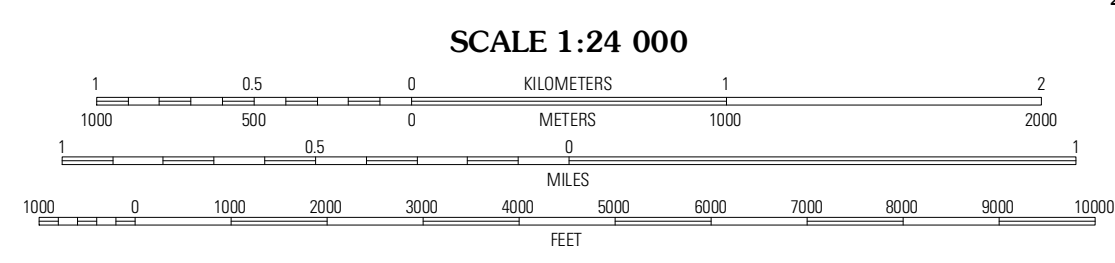 SCALE 1:24 000
1 0.5 0 KILOMETERS 1 2
1000 500 0 METERS 1000 2000
1 0.5 0 1
MILES
1000 0 1000 2000 3000 4000 5000 6000 7000 8000 9000 10000
FEET